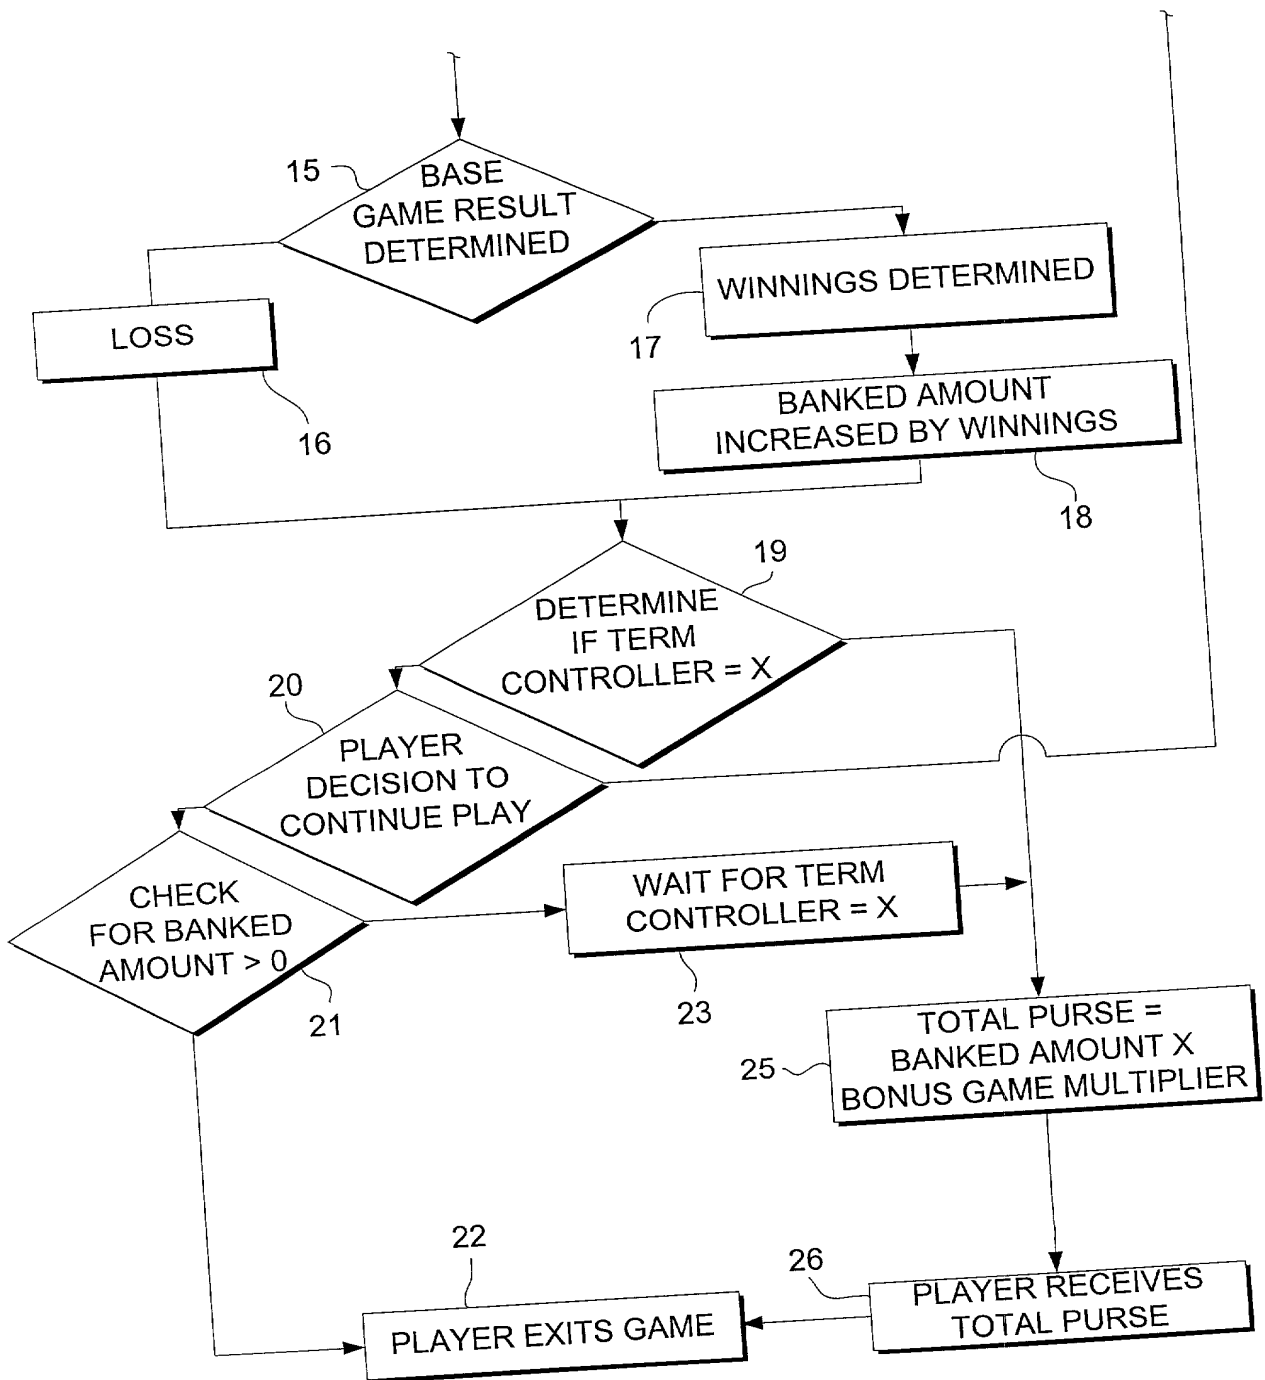 15
BASE
GAME RESULT
DETERMINED
WINNINGS DETERMINED
17
LOSS
16
BANKED AMOUNT
INCREASED BY WINNINGS
18
19
DETERMINE
IF TERM
CONTROLLER = X
20
PLAYER
DECISION TO
CONTINUE PLAY
CHECK
FOR BANKED
AMOUNT > 0
21
WAIT FOR TERM
CONTROLLER = X
23
TOTAL PURSE =
BANKED AMOUNT X
BONUS GAME MULTIPLIER
25
22
PLAYER EXITS GAME
26
PLAYER RECEIVES
TOTAL PURSE